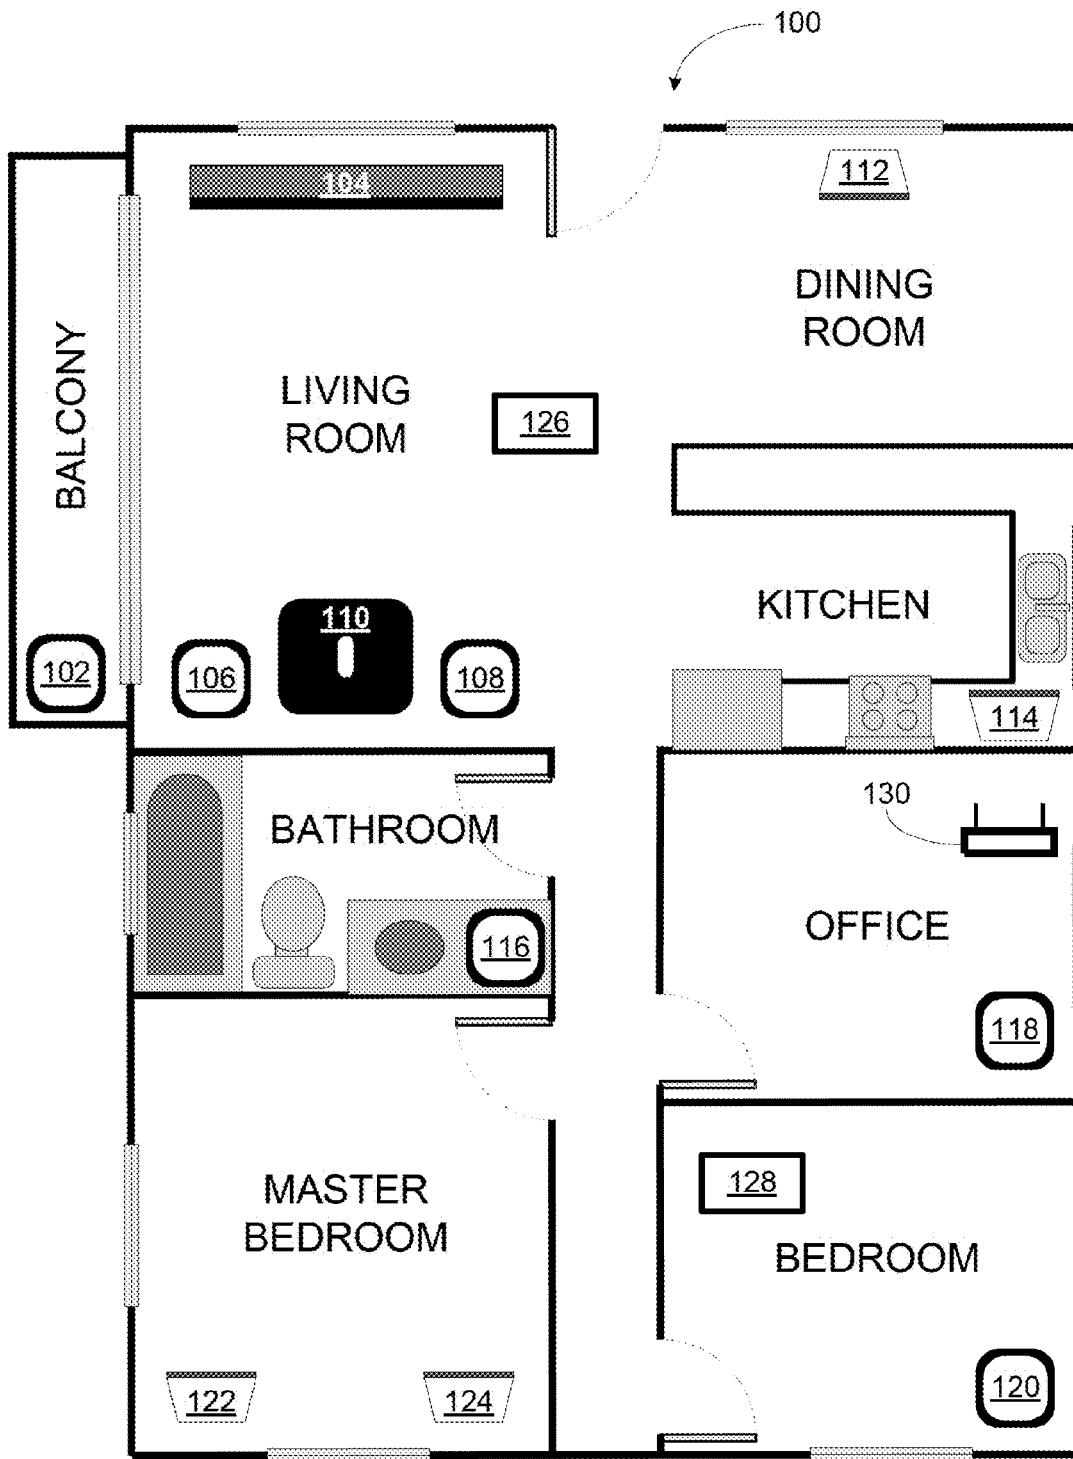 100
104
112
DINING
ROOM
BALCONY
LIVING
ROOM
126
KITCHEN
110
102
106
108
114
130
BATHROOM
OFFICE
116
118
128
MASTER
BEDROOM
BEDROOM
122
124
120